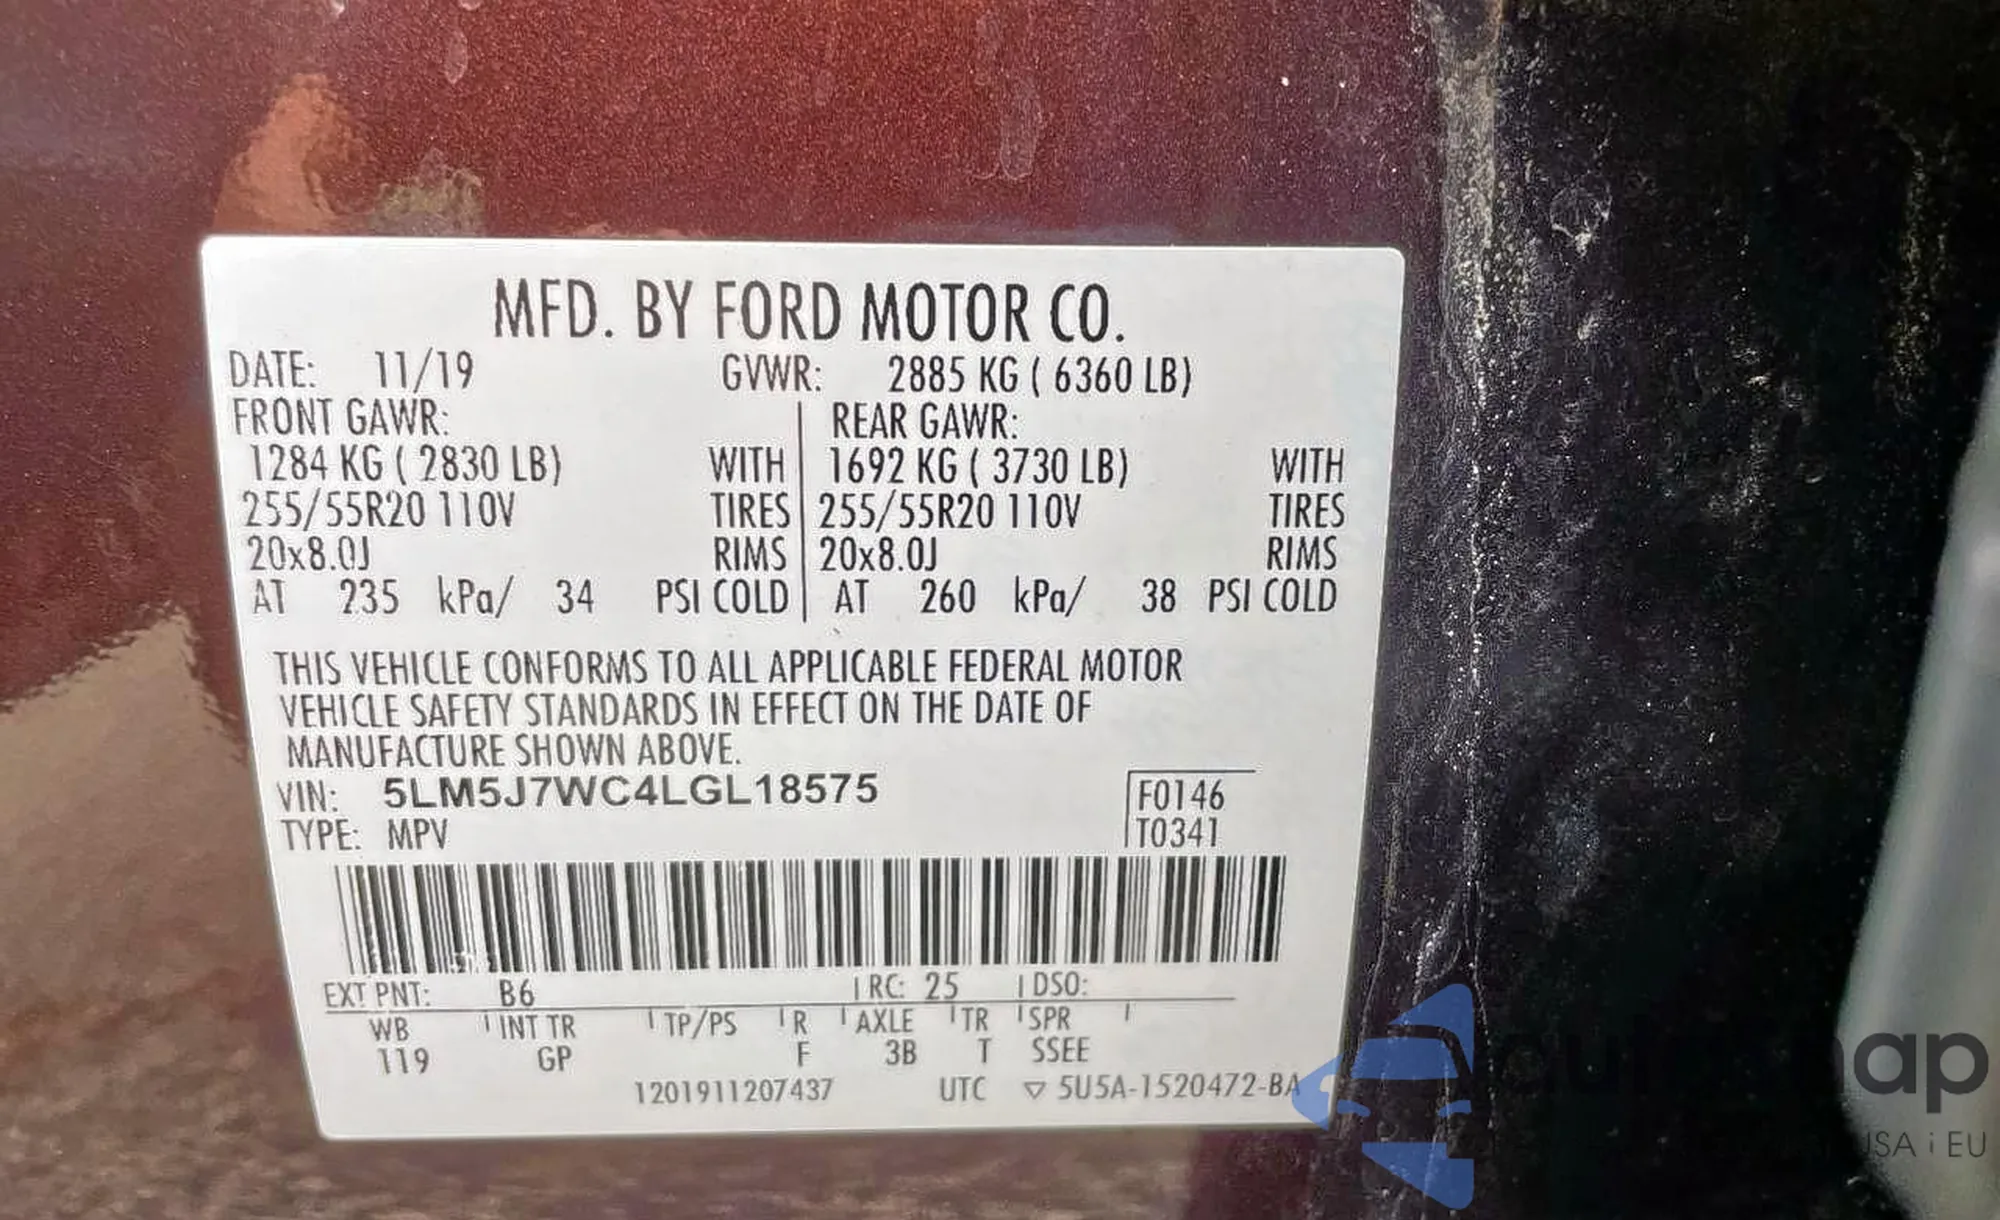 MFD. BY FORD MOTOR CO.
DATE: 11/19 GVWR: 2885 KG ( 6360 LB)
FRONT GAWR: REAR GAWR:
1284 KG ( 2830 LB) WITH 1692 KG ( 3730 LB) WITH
255/55R20 110V TIRES 255/55R20 110V TIRES
20x8.0J RIMS 20x8.0J RIMS
AT 235 kPa/ 34 PSI COLD AT 260 kPa/ 38 PSI COLD
THIS VEHICLE CONFORMS TO ALL APPLICABLE FEDERAL MOTOR
VEHICLE SAFETY STANDARDS IN EFFECT ON THE DATE OF
MANUFACTURE SHOWN ABOVE.
VIN: 5LM5J7WC4LGL18575 F0146
TYPE: MPV T0341
EXT PNT: B6 RC: 25 DSO:
WB INT TR TP/PS R AXLE TR SPR
119 GP F 3B T SSEE
1201911207437 UTC ▽ 5U5A-1520472-BA
USA | EU